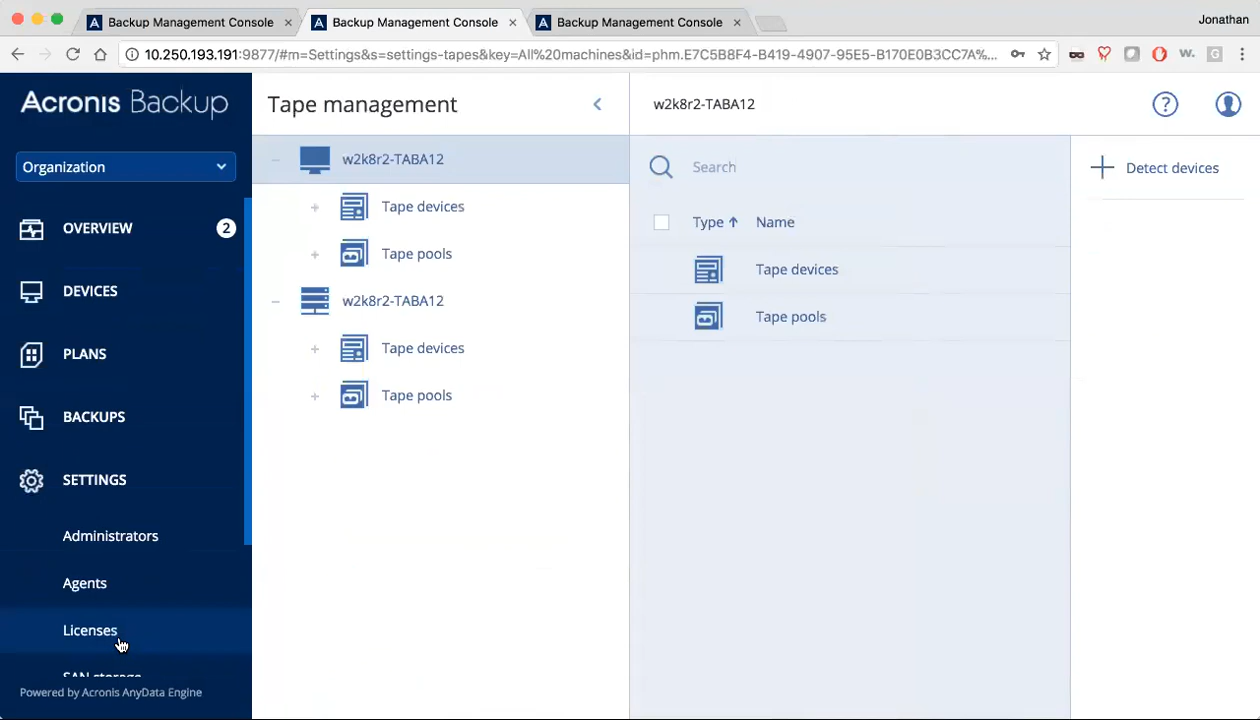 Backup Management Console
Backup Management Console
Backup Management Console
Jonathan
10.250.193.191:9877/#m=Settings&s=settings-tapes&key=All%20machines&id=phm.E7C5B8F4-B419-4907-95E5-B170E0B3CC7A%...
Acronis Backup
Tape management
w2k8r2-TABA12
Organization
OVERVIEW 2
DEVICES
PLANS
BACKUPS
SETTINGS
Administrators
Agents
Licenses
SAN storage
Powered by Acronis AnyData Engine
w2k8r2-TABA12
Tape devices
Tape pools
w2k8r2-TABA12
Tape devices
Tape pools
Search
Type Name
Tape devices
Tape pools
Detect devices